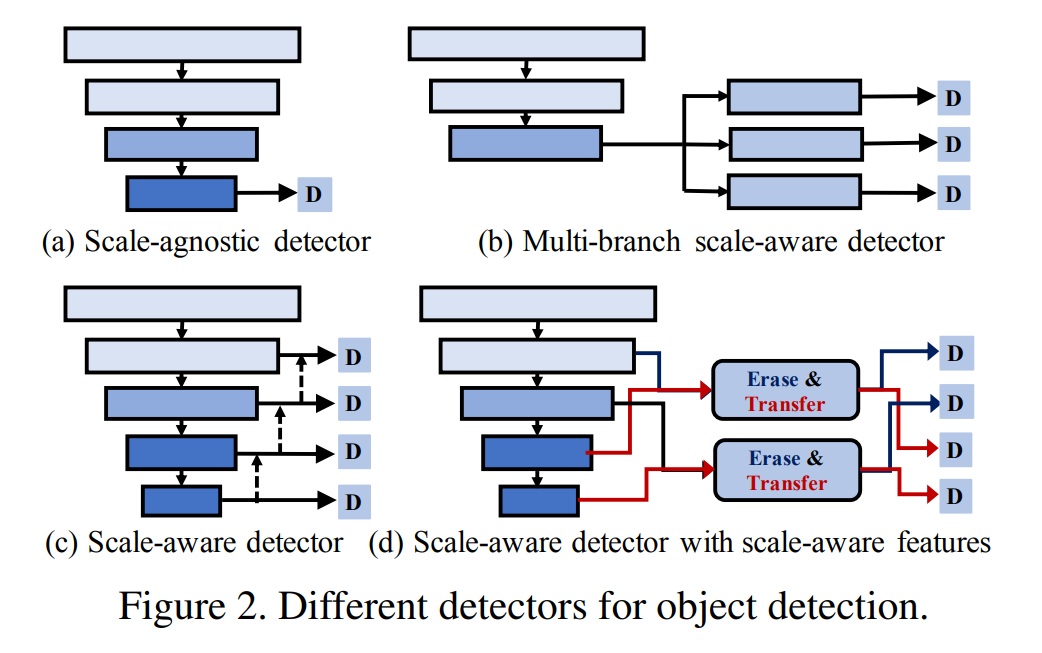 D
(a) Scale-agnostic detector
D
D
D
(b) Multi-branch scale-aware detector
D
D
D
D
(c) Scale-aware detector
Erase &
Transfer
Erase &
Transfer
D
D
D
D
(d) Scale-aware detector with scale-aware features
Figure 2. Different detectors for object detection.